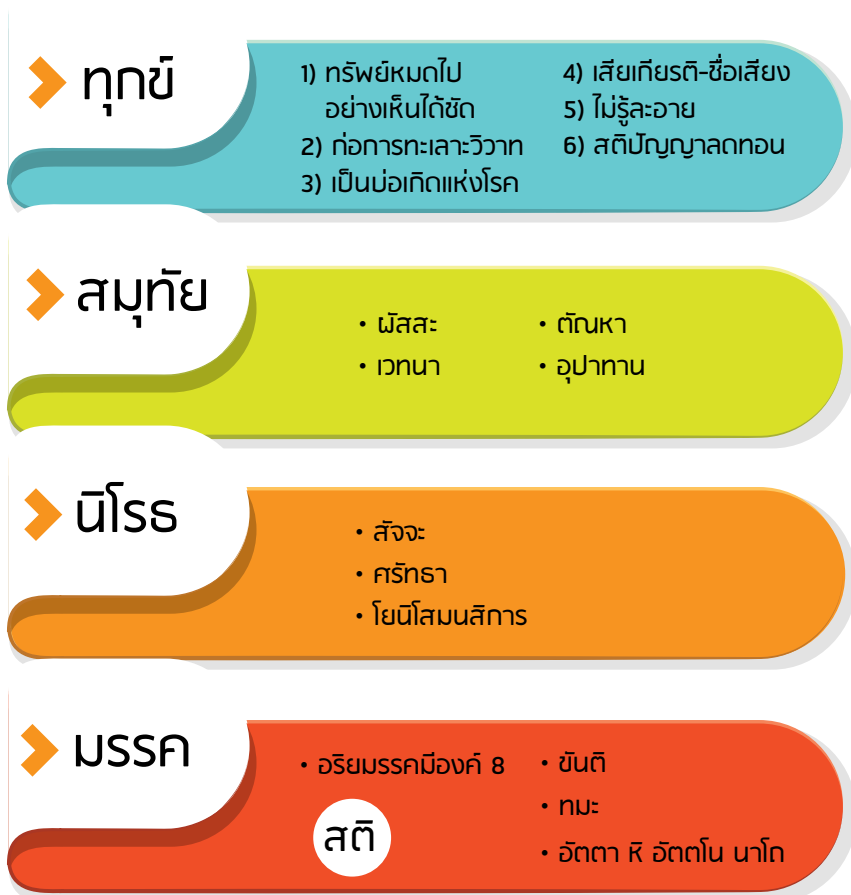 ทุกข์
1) ทรัพย์หมดไป
อย่างเห็นได้ชัด
2) ก่อการทะเลาะวิวาท
3) เป็นบ่อเกิดแห่งโรค
4) เสียเกียรติ-ชื่อเสียง
5) ไม่รู้ละอาย
6) สติปัญญาลดทอน
สมุทัย
• ผัสสะ
• เวทนา
• ตัณหา
• อุปาทาน
นิโรธ
• สัจจะ
• ศรัทธา
• โยนิโสมนสิการ
มรรค
• อริยมรรคมีองค์ 8
สติ
• ขันติ
• ทมะ
• อัตตา หิ อัตตโน นาโถ